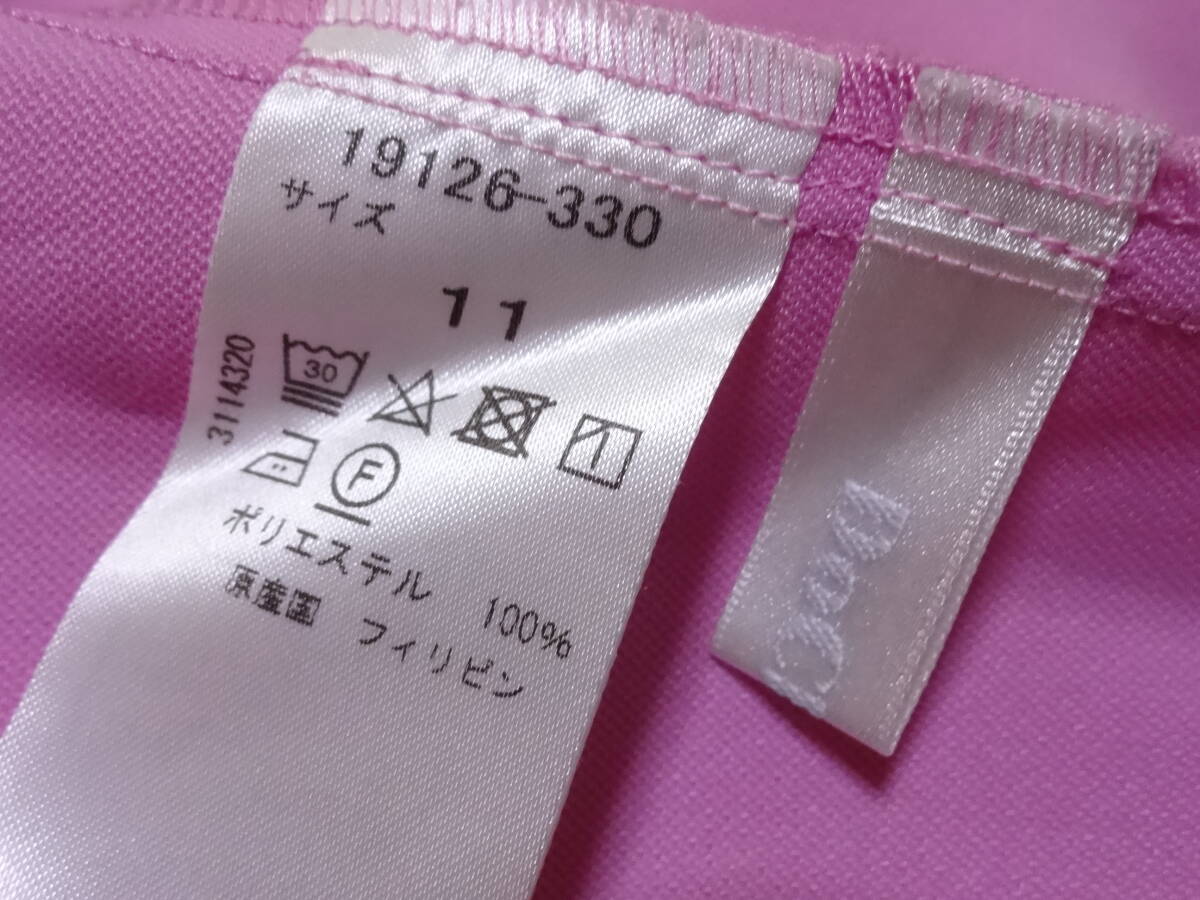 19126-330
サイズ
11
3114320
30
F
ポリエステル 100%
原産国 フィリピン